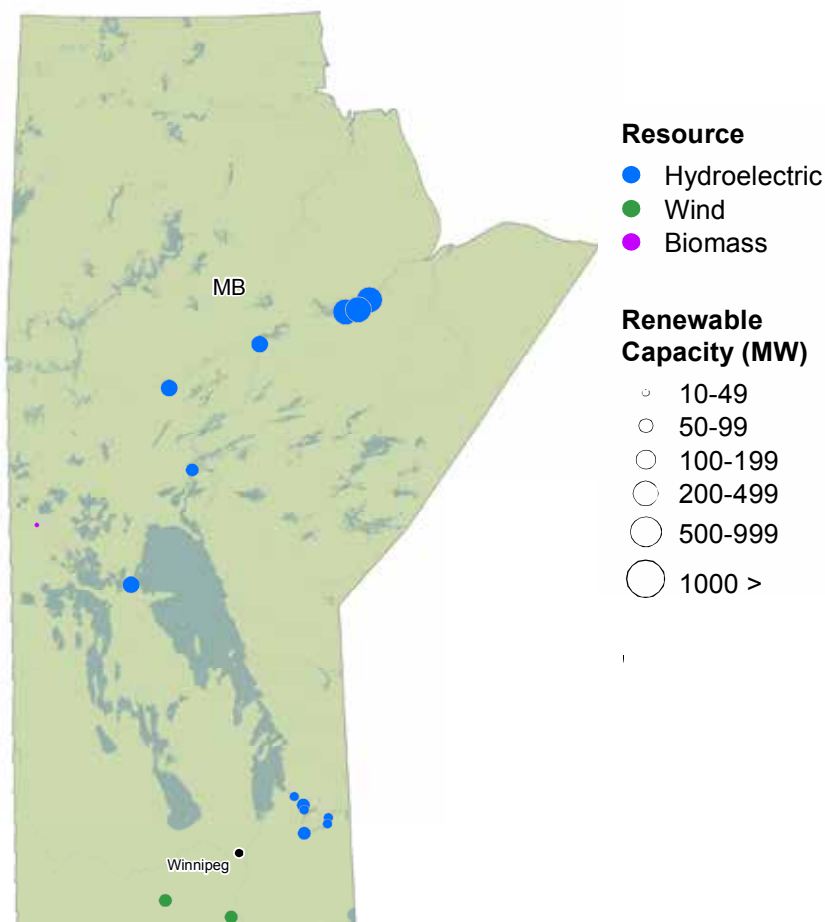 Resource
Hydroelectric
Wind
Biomass
MB
Renewable
Capacity (MW)
10-49
50-99
100-199
200-499
500-999
1000 >
Winnipeg